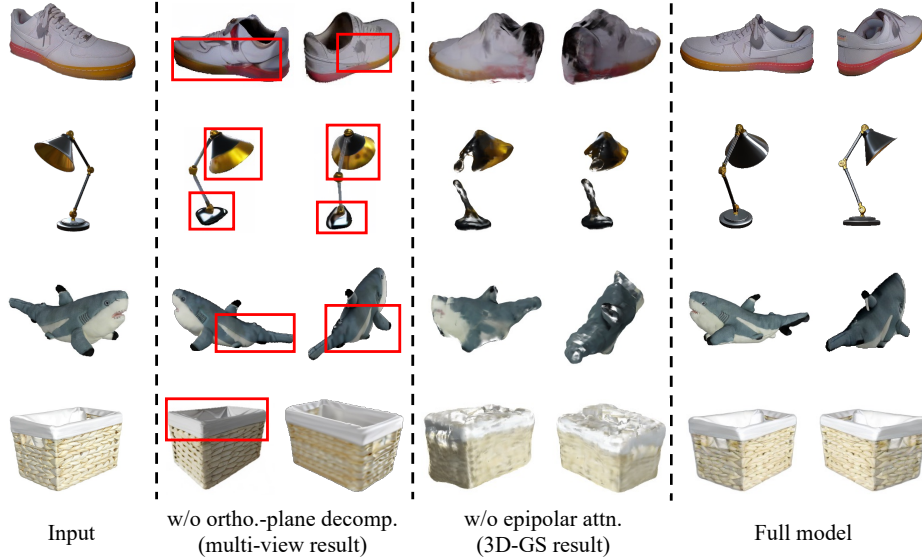 Input
w/o ortho.-plane decomp.
(multi-view result)
w/o epipolar attn.
(3D-GS result)
Full model